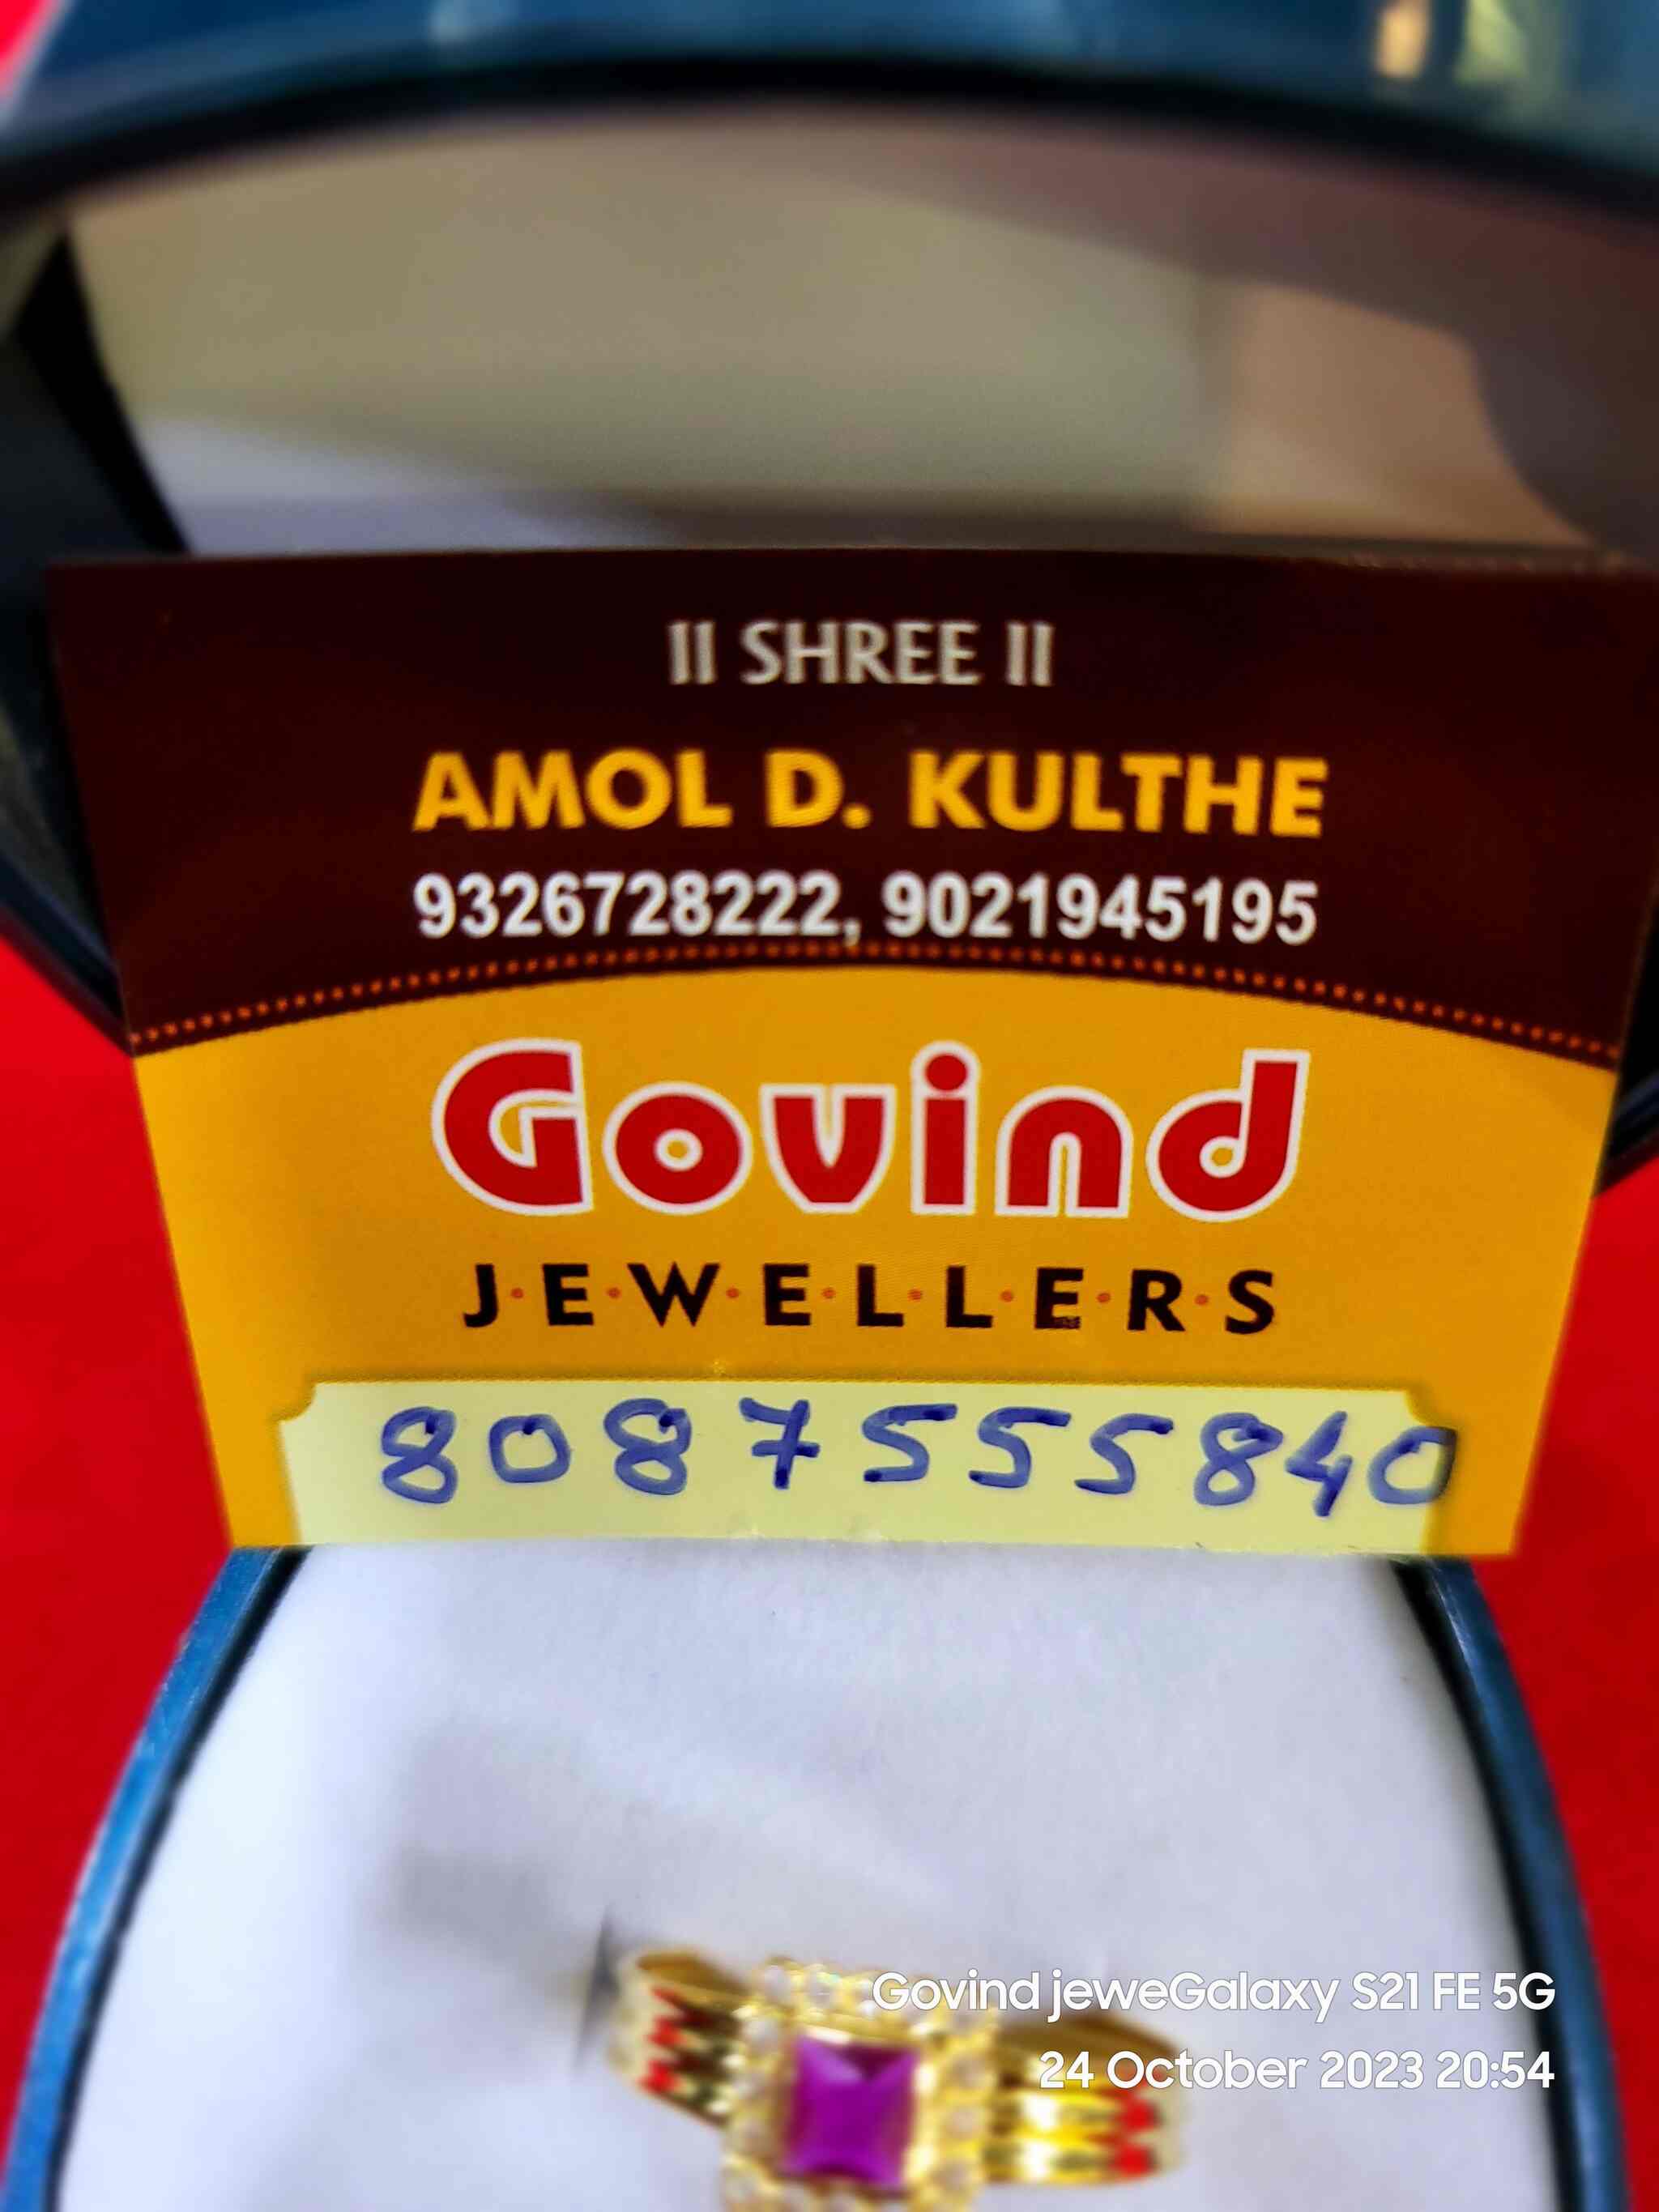 II SHREE II
AMOL D. KULTHE
9326728222, 9021945195
Govind
J·E·W·E·L·L·E·R·S
8087555840
Govind jeweGalaxy S21 FE 5G
24 October 2023 20:54